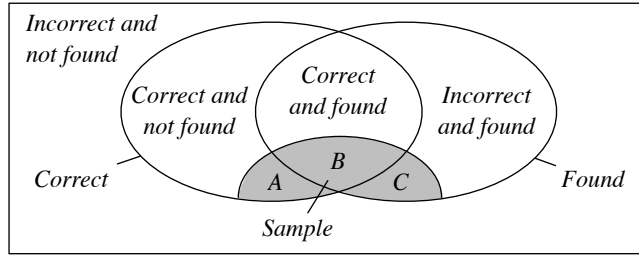 Incorrect and
not found
Correct and
not found
Correct
and found
Incorrect
and found
A
B
C
Correct
Found
Sample